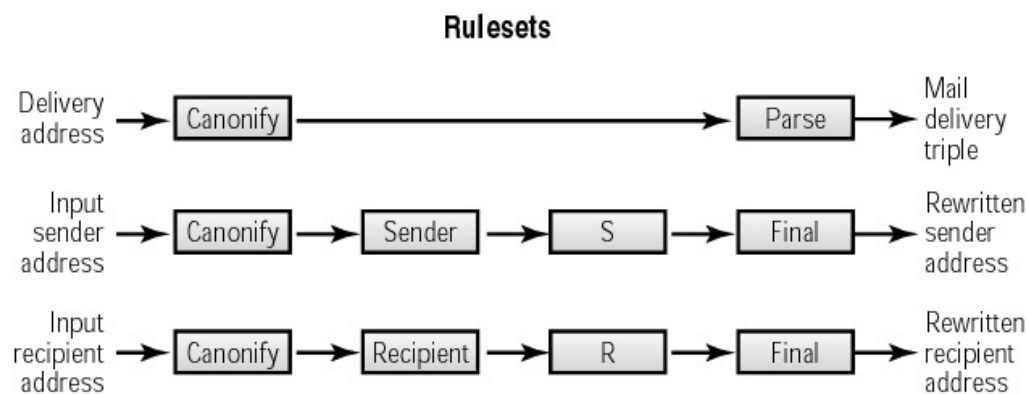 Rulesets
Delivery
address
Canonify
Parse
Mail
delivery
triple
Input
sender
address
Canonify
Sender
S
Final
Rewritten
sender
address
Input
recipient
address
Canonify
Recipient
R
Final
Rewritten
recipient
address